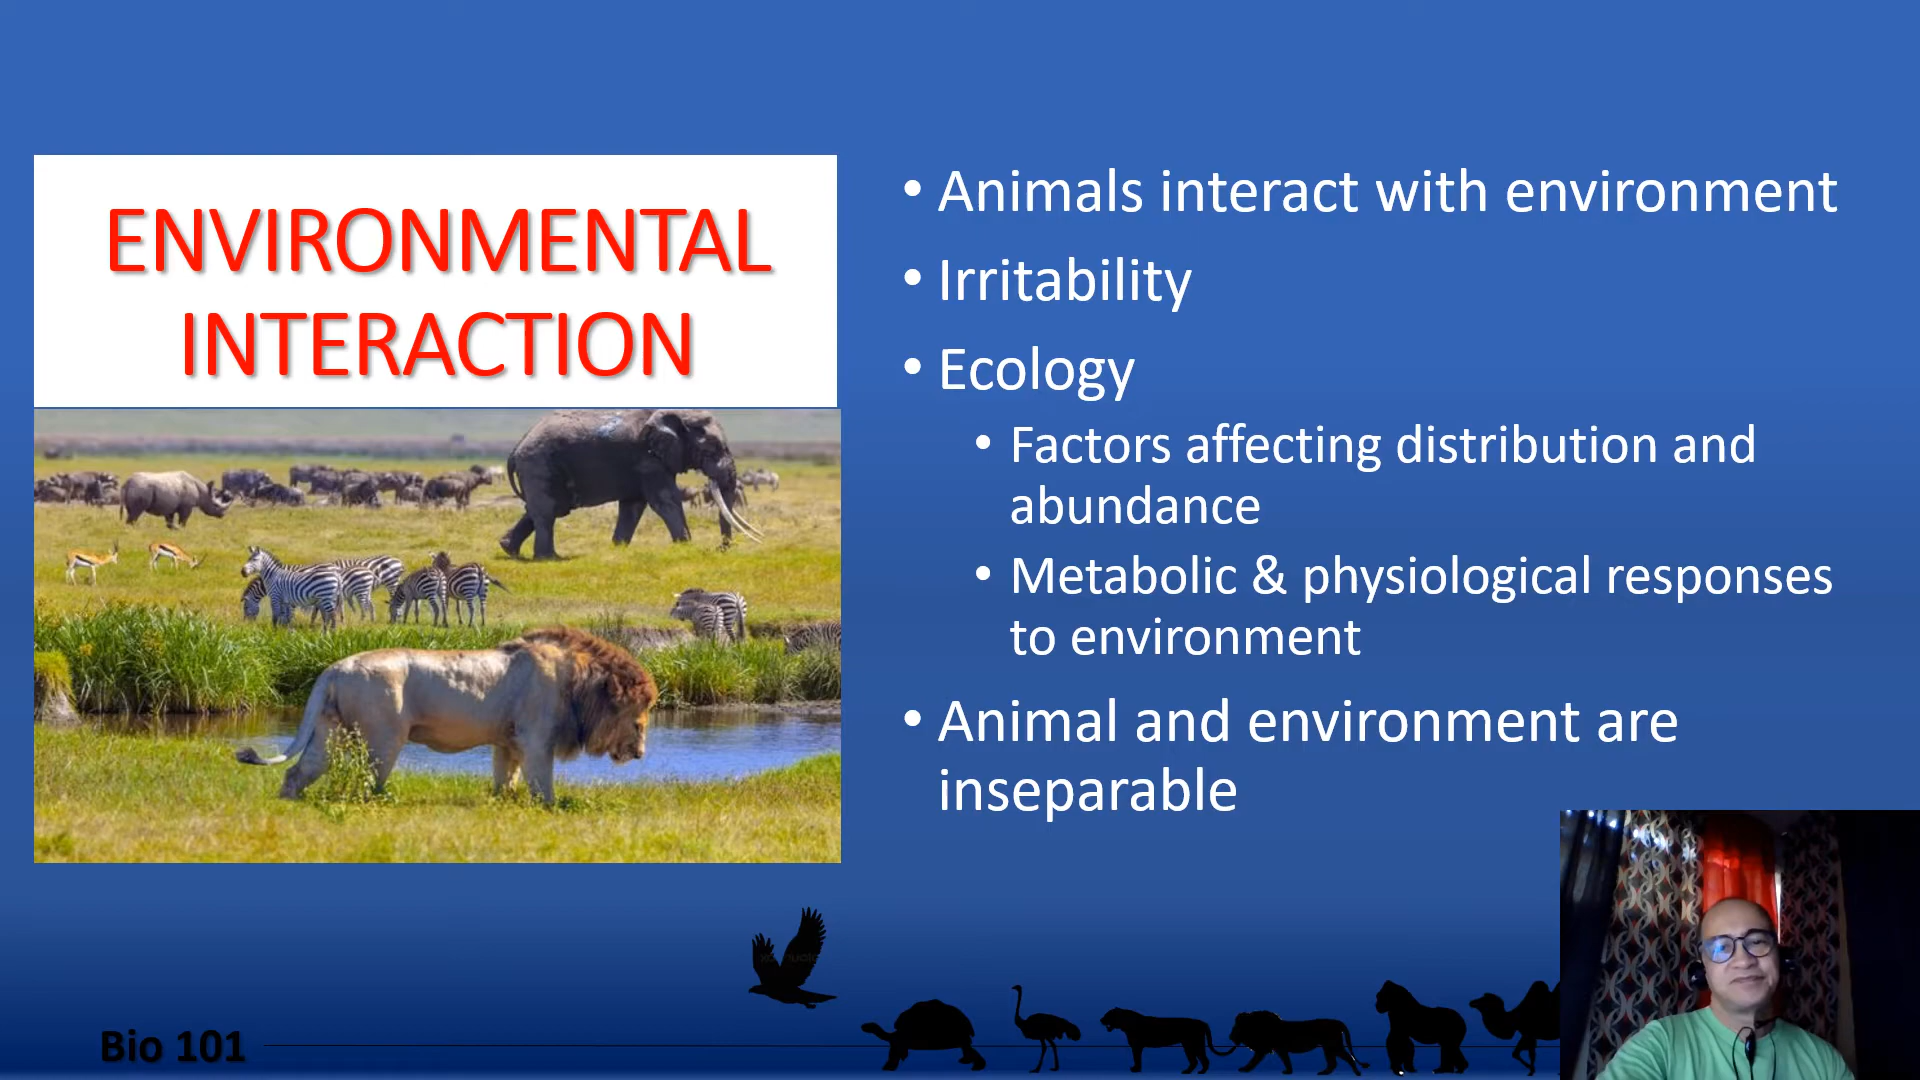 ENVIRONMENTAL
INTERACTION
• Animals interact with environment
• Irritability
• Ecology
• Factors affecting distribution and
abundance
• Metabolic & physiological responses
to environment
• Animal and environment are
inseparable
Bio 101